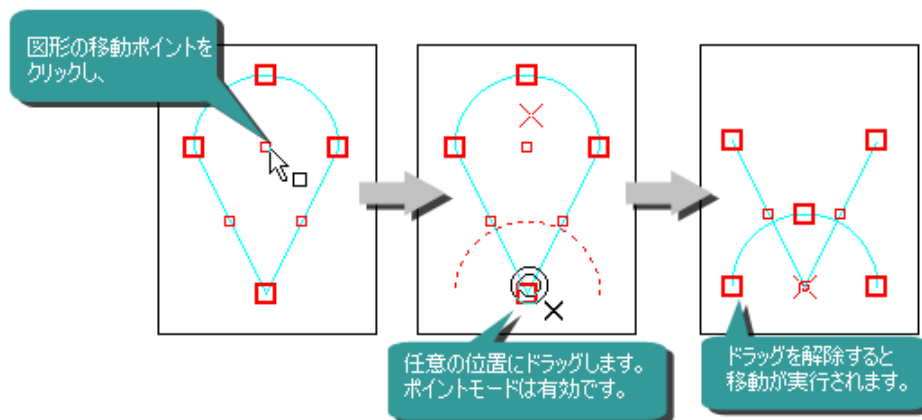 図形の移動ポイントを
クリックし、
任意の位置にドラッグします。
ポイントモードは有効です。
ドラッグを解除すると
移動が実行されます。